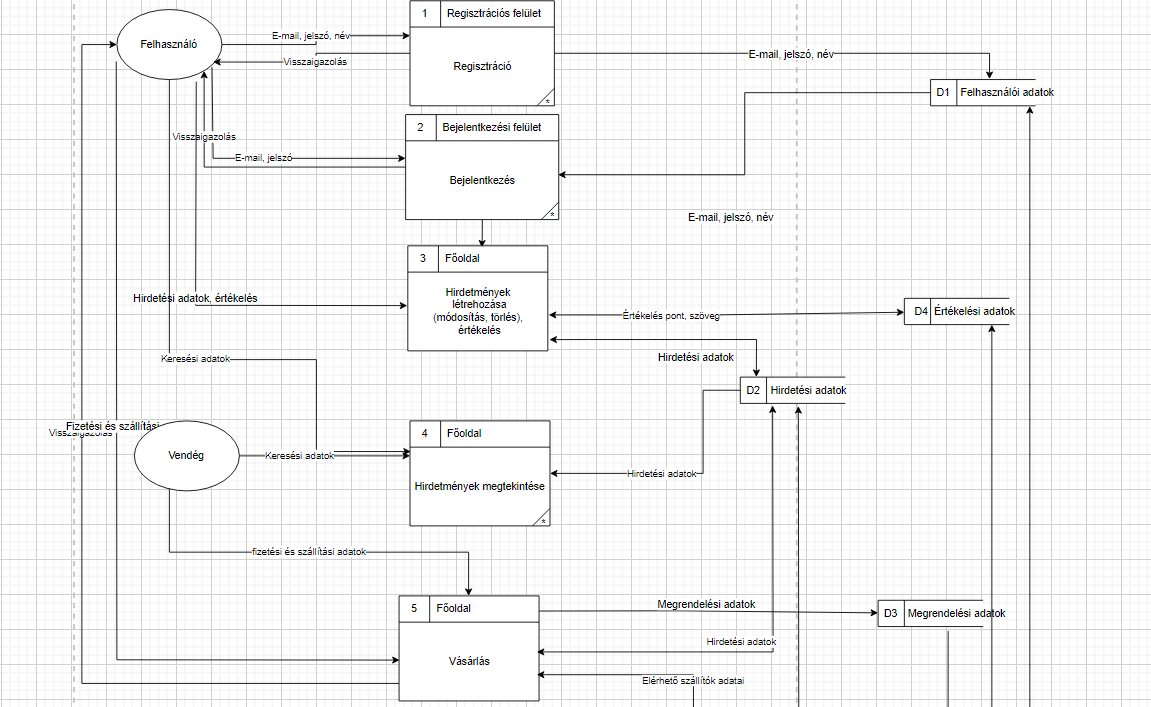 1 Regisztrációs felület
Felhasználó
E-mail, jelszó, név
Visszaigazolás
Regisztráció
*
E-mail, jelszó, név
D1 Felhasználói adatok
2 Bejelentkezési felület
Visszaigazolás
E-mail, jelszó
Bejelentkezés
*
E-mail, jelszó, név
3 Főoldal
Hirdetmények
létrehozása
(módosítás, törlés),
értékelés
Hirdetési adatok, értékelés
Értékelés pont, szöveg
D4 Értékelési adatok
Keresési adatok
Hirdetési adatok
D2 Hirdetési adatok
Fizetési és szállítási
Visszaigazolás
4 Főoldal
Vendég
Keresési adatok
Hirdetési adatok
Hirdetmények megtekintése
*
fizetési és szállítási adatok
5 Főoldal
Megrendelési adatok
D3 Megrendelési adatok
Hirdetési adatok
Vásárlás
Elérhető szállítók adatai